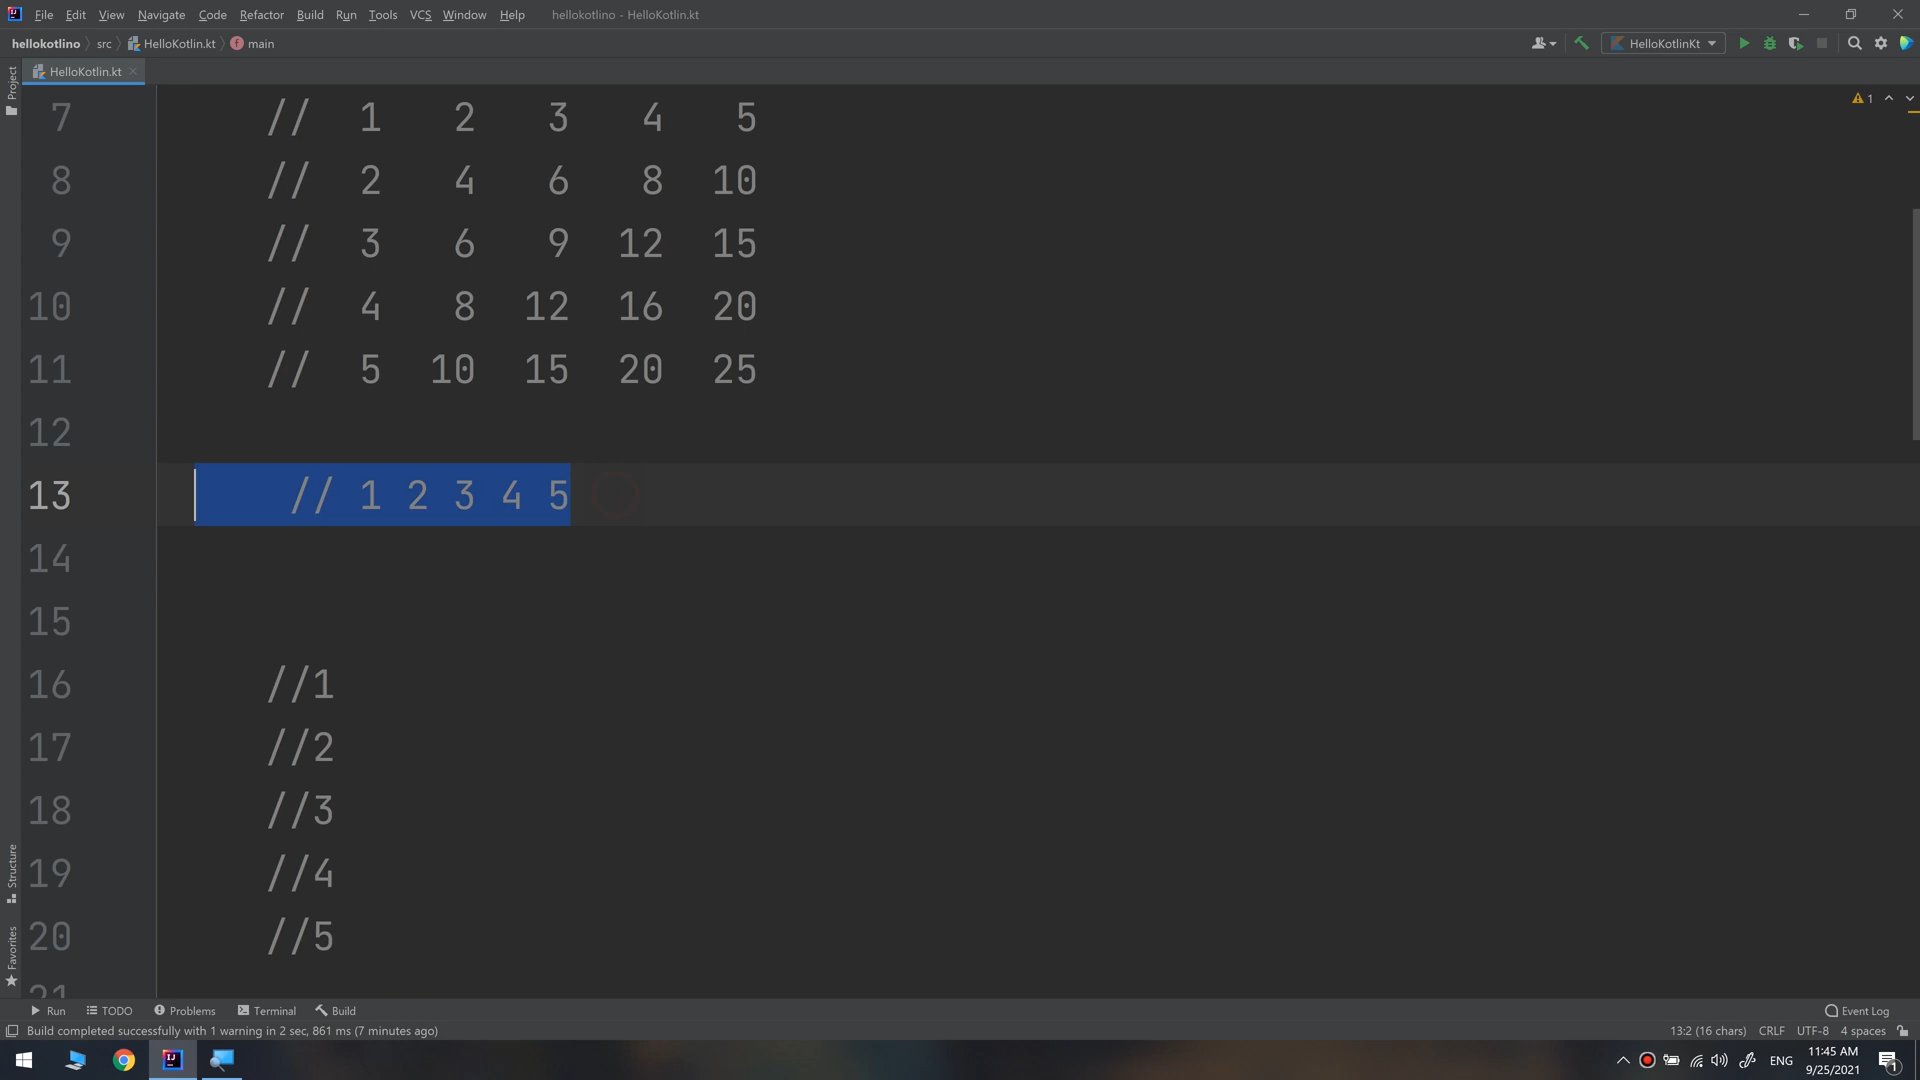 File Edit View Navigate Code Refactor Build Run Tools VCS Window Help hellokotlino - HelloKotlin.kt
hellokotlino src HelloKotlin.kt main HelloKotlinKt
HelloKotlin.kt
Project
1
7 // 1 2 3 4 5
8 // 2 4 6 8 10
9 // 3 6 9 12 15
10 // 4 8 12 16 20
11 // 5 10 15 20 25
12
13 // 1 2 3 4 5
14
15
16 //1
17 //2
18 //3
19 //4
20 //5
21
Structure
Favorites
Run TODO Problems Terminal Build Event Log
Build completed successfully with 1 warning in 2 sec, 861 ms (7 minutes ago) 13:2 (16 chars) CRLF UTF-8 4 spaces
ENG 11:45 AM
9/25/2021 1